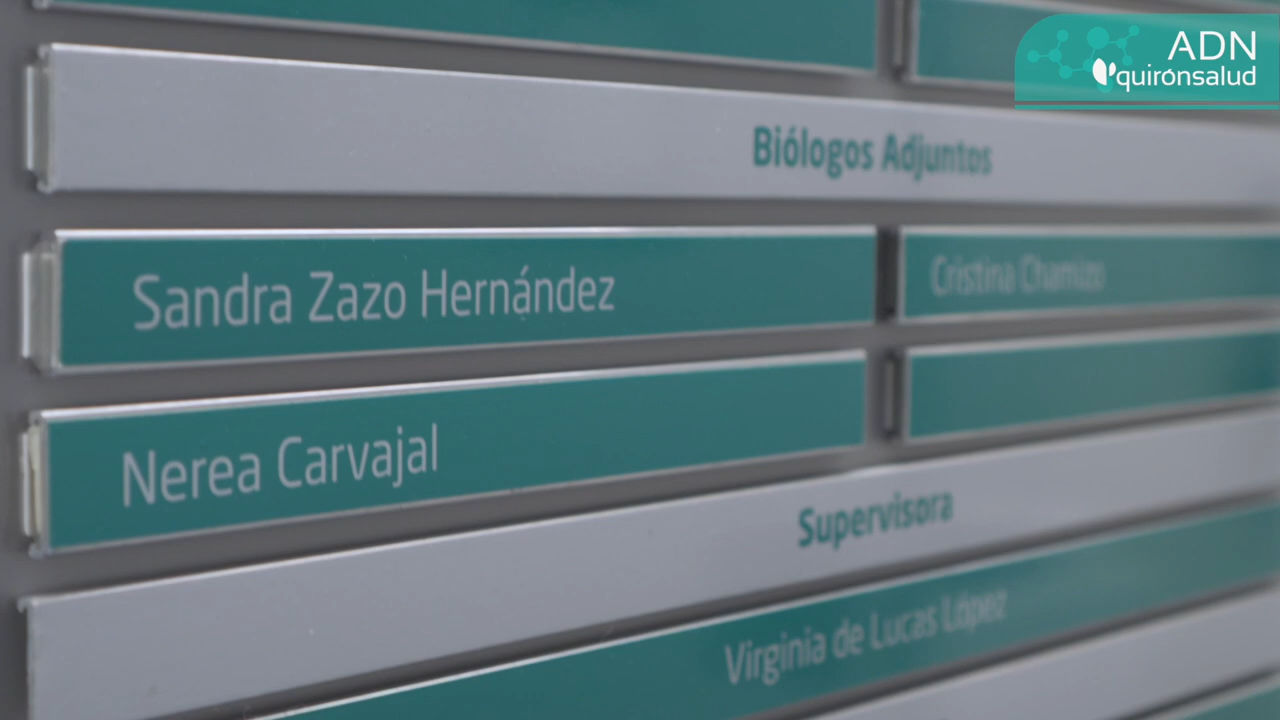 ADN
quirónsalud
Biólogos Adjuntos
Sandra Zazo Hernández
Cristina Chamizo
Nerea Carvajal
Supervisora
Virginia de Lucas López